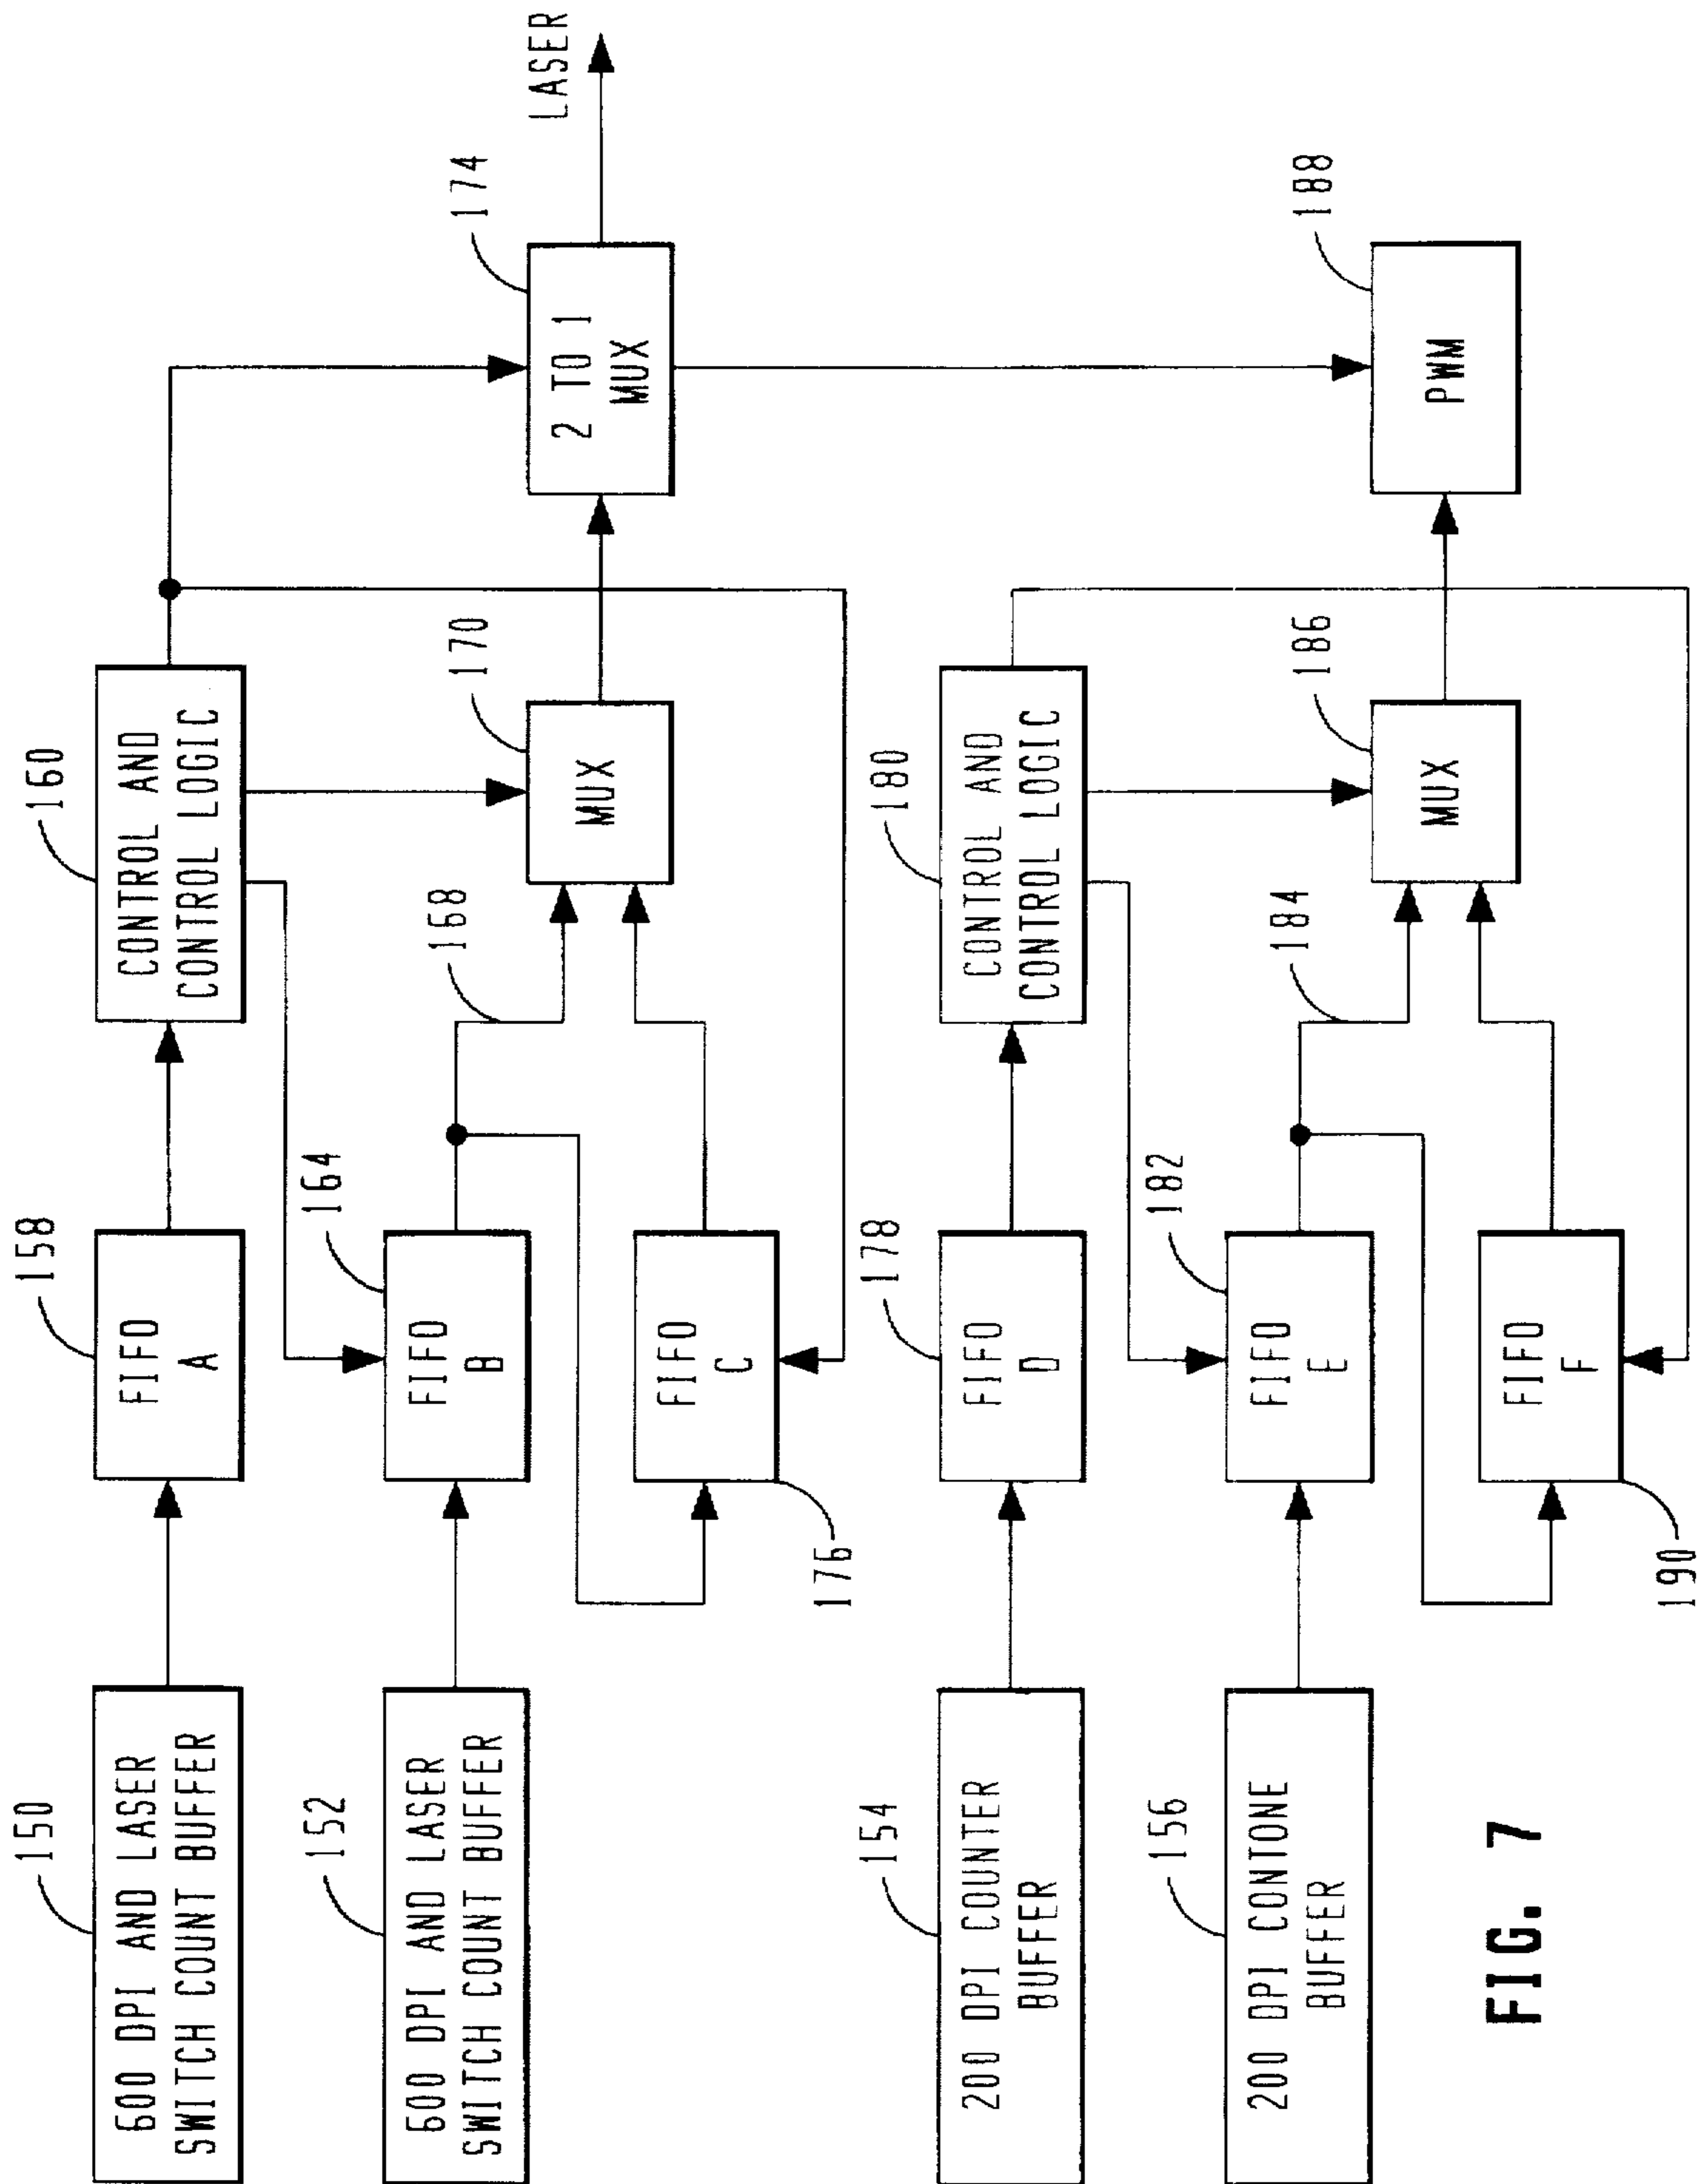 150
600 DPI AND LASER
SWITCH COUNT BUFFER
158
FIFO
A
160
CONTROL AND
CONTROL LOGIC
152
600 DPI AND LASER
SWITCH COUNT BUFFER
164
FIFO
B
168
170
MUX
174
2 TO 1
MUX
LASER
FIFO
C
176
154
200 DPI COUNTER
BUFFER
178
FIFO
D
180
CONTROL AND
CONTROL LOGIC
156
200 DPI CONTONE
BUFFER
182
FIFO
E
184
186
MUX
188
PWM
FIFO
F
190
FIG. 7